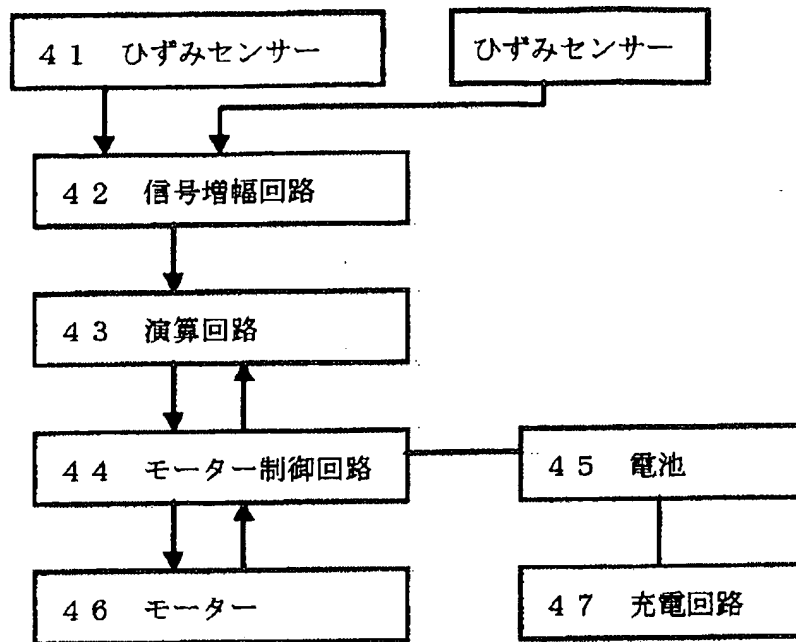 ４１　ひずみセンサー
ひずみセンサー
４２　信号増幅回路
４３　演算回路
４４　モーター制御回路
４５　電池
４６　モーター
４７　充電回路